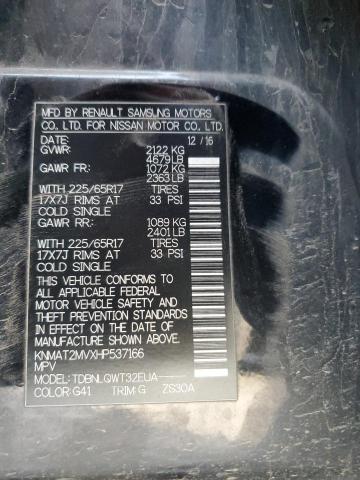 MFD BY RENAULT SAMSUNG MOTORS
CO. LTD. FOR NISSAN MOTOR CO., LTD.
DATE: 12 / 16
GVWR: 2122 KG
4679 LB
GAWR FR: 1072 KG
2363 LB
WITH 225/65R17 TIRES
17X7J RIMS AT 33 PSI
COLD SINGLE
GAWR RR: 1089 KG
2401 LB
WITH 225/65R17 TIRES
17X7J RIMS AT 33 PSI
COLD SINGLE
THIS VEHICLE CONFORMS TO
ALL APPLICABLE FEDERAL
MOTOR VEHICLE SAFETY, BUMPER, AND
THEFT PREVENTION STANDARDS
IN EFFECT ON THE DATE OF
MANUFACTURE SHOWN ABOVE.
KNMAT2MVXHP537166
MPV
MODEL: TDBNLQWT32EUA-----
COLOR: G41 TRIM: G ZS30A